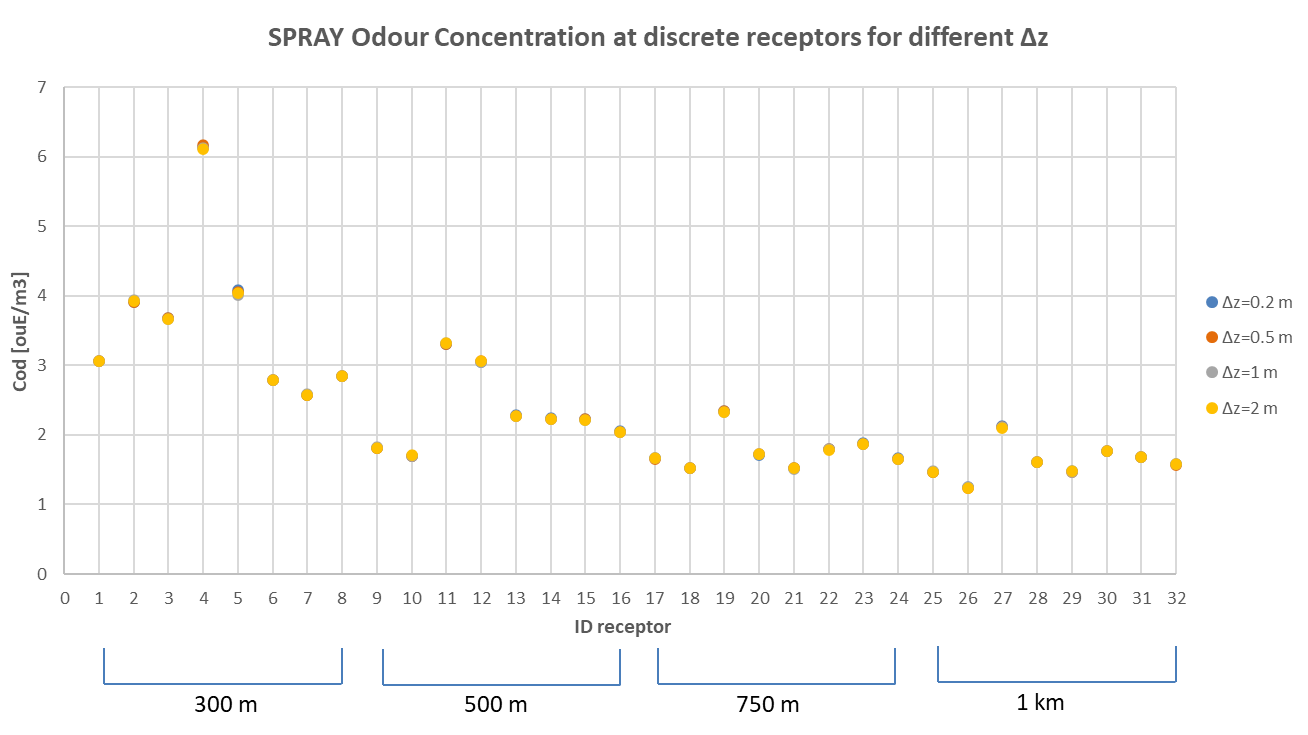 SPRAY Odour Concentration at discrete receptors for different Δz
7
6
5
4
3
2
1
0
Cod [ouE/m3]
0 1 2 3 4 5 6 7 8 9 10 11 12 13 14 15 16 17 18 19 20 21 22 23 24 25 26 27 28 29 30 31 32
ID receptor
Δz=0.2 m
Δz=0.5 m
Δz=1 m
Δz=2 m
300 m 500 m 750 m 1 km